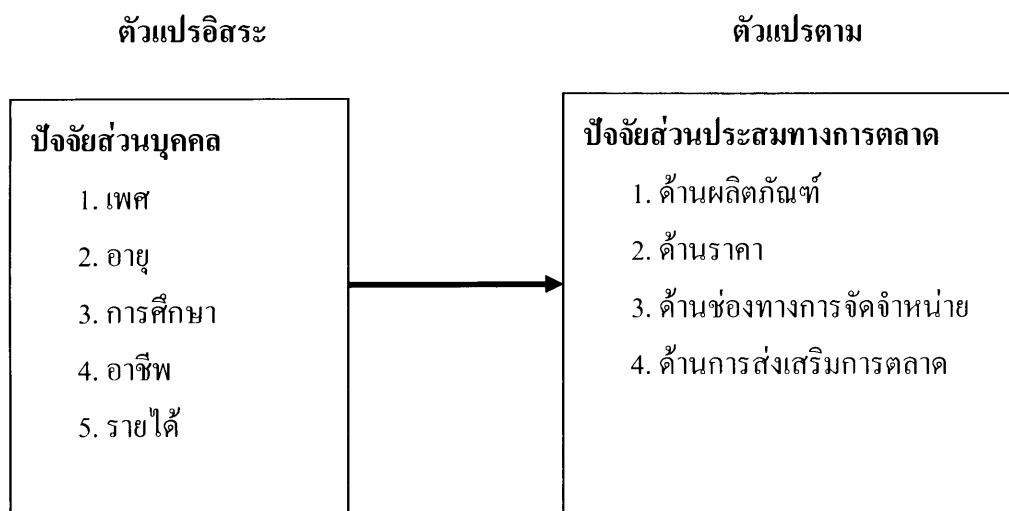 ตัวแปรอิสระ
ตัวแปรตาม
ปัจจัยส่วนบุคคล
1. เพศ
2. อายุ
3. การศึกษา
4. อาชีพ
5. รายได้
ปัจจัยส่วนประสมทางการตลาด
1. ด้านผลิตภัณฑ์
2. ด้านราคา
3. ด้านช่องทางการจัดจำหน่าย
4. ด้านการส่งเสริมการตลาด